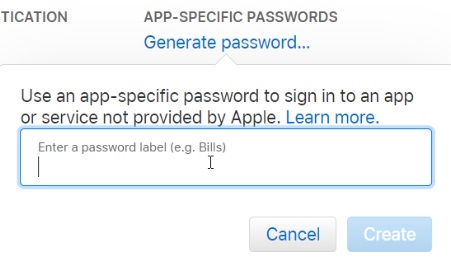 TICATION APP-SPECIFIC PASSWORDS
Generate password...
Use an app-specific password to sign in to an app
or service not provided by Apple. Learn more.
Enter a password label (e.g. Bills)
Cancel Create